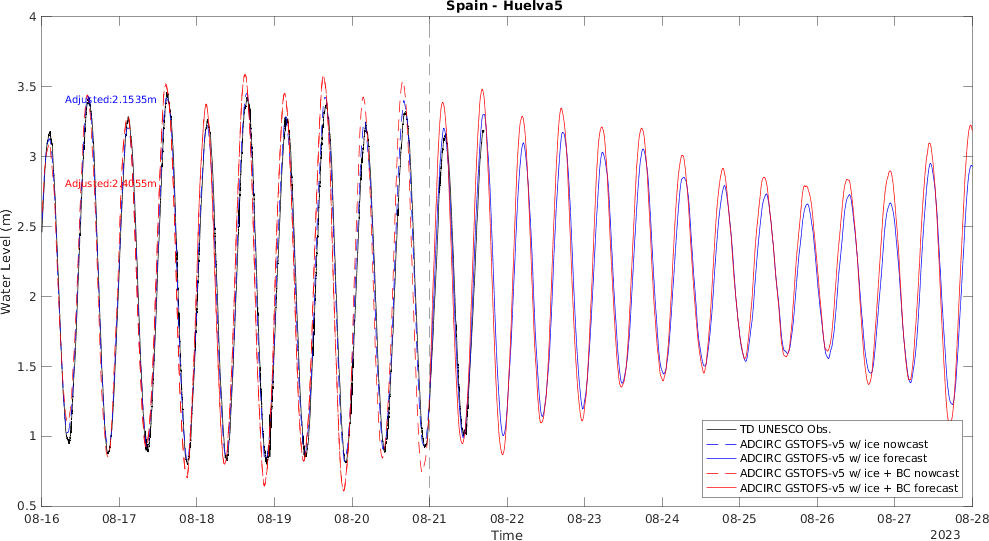 Spain - Huelva5
4
3.5
3
2.5
2
1.5
1
0.5
Water Level (m)
Adjusted:2.1535m
Adjusted:2.4055m
08-16
08-17
08-18
08-19
08-20
08-21
08-22
08-23
08-24
08-25
08-26
08-27
08-28
Time
2023
TD UNESCO Obs.
ADCIRC GSTOFS-v5 w/ ice nowcast
ADCIRC GSTOFS-v5 w/ ice forecast
ADCIRC GSTOFS-v5 w/ ice + BC nowcast
ADCIRC GSTOFS-v5 w/ ice + BC forecast